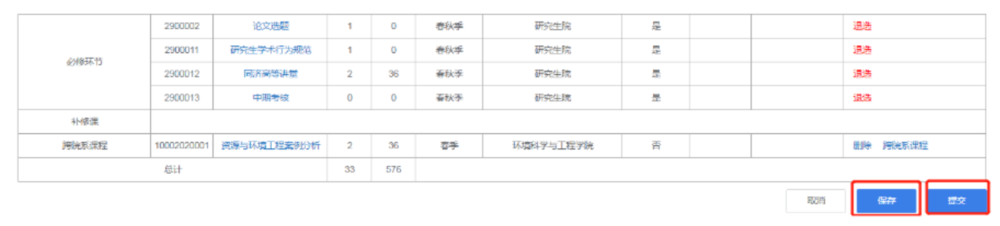 2900002 论文选题 1 0 春秋季 研究生院 是 退选
2900011 研究生学术行为规范 1 0 春秋季 研究生院 是 退选
必修环节
2900012 同济高等讲堂 2 36 春秋季 研究生院 是 退选
2900013 中期考核 0 0 春秋季 研究生院 是 退选
补修课
跨院系课程 10002020001 资源与环境工程案例分析 2 36 春季 环境科学与工程学院 否 删除 跨院系课程
总计 33 576
取消 保存 提交